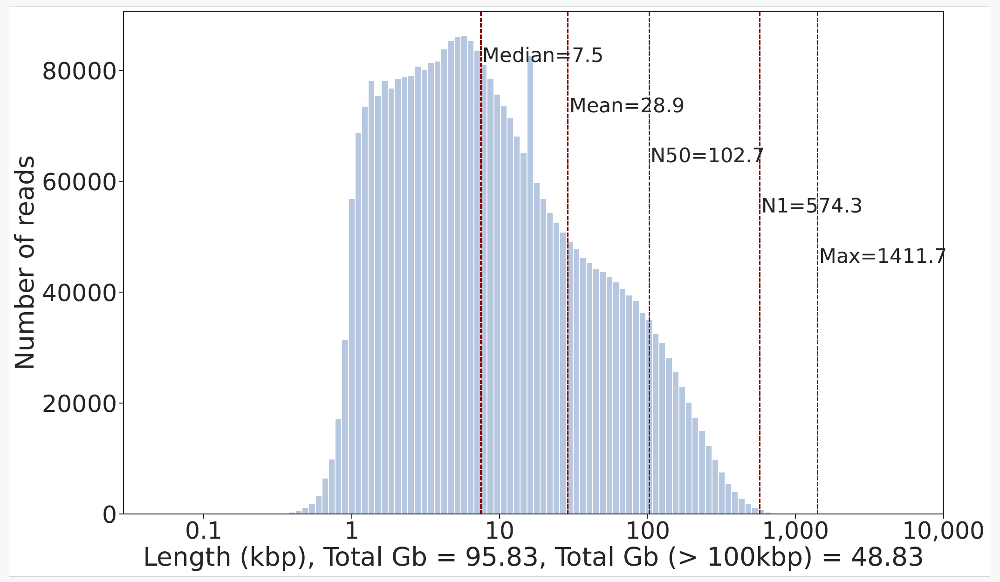 Median=7.5
80000
Mean=28.9
N50=102.7
60000
N1=574.3
Max=1411.7
40000
20000
0
Number of reads
0.1 1 10 100 1,000 10,000
Length (kbp), Total Gb = 95.83, Total Gb (> 100kbp) = 48.83